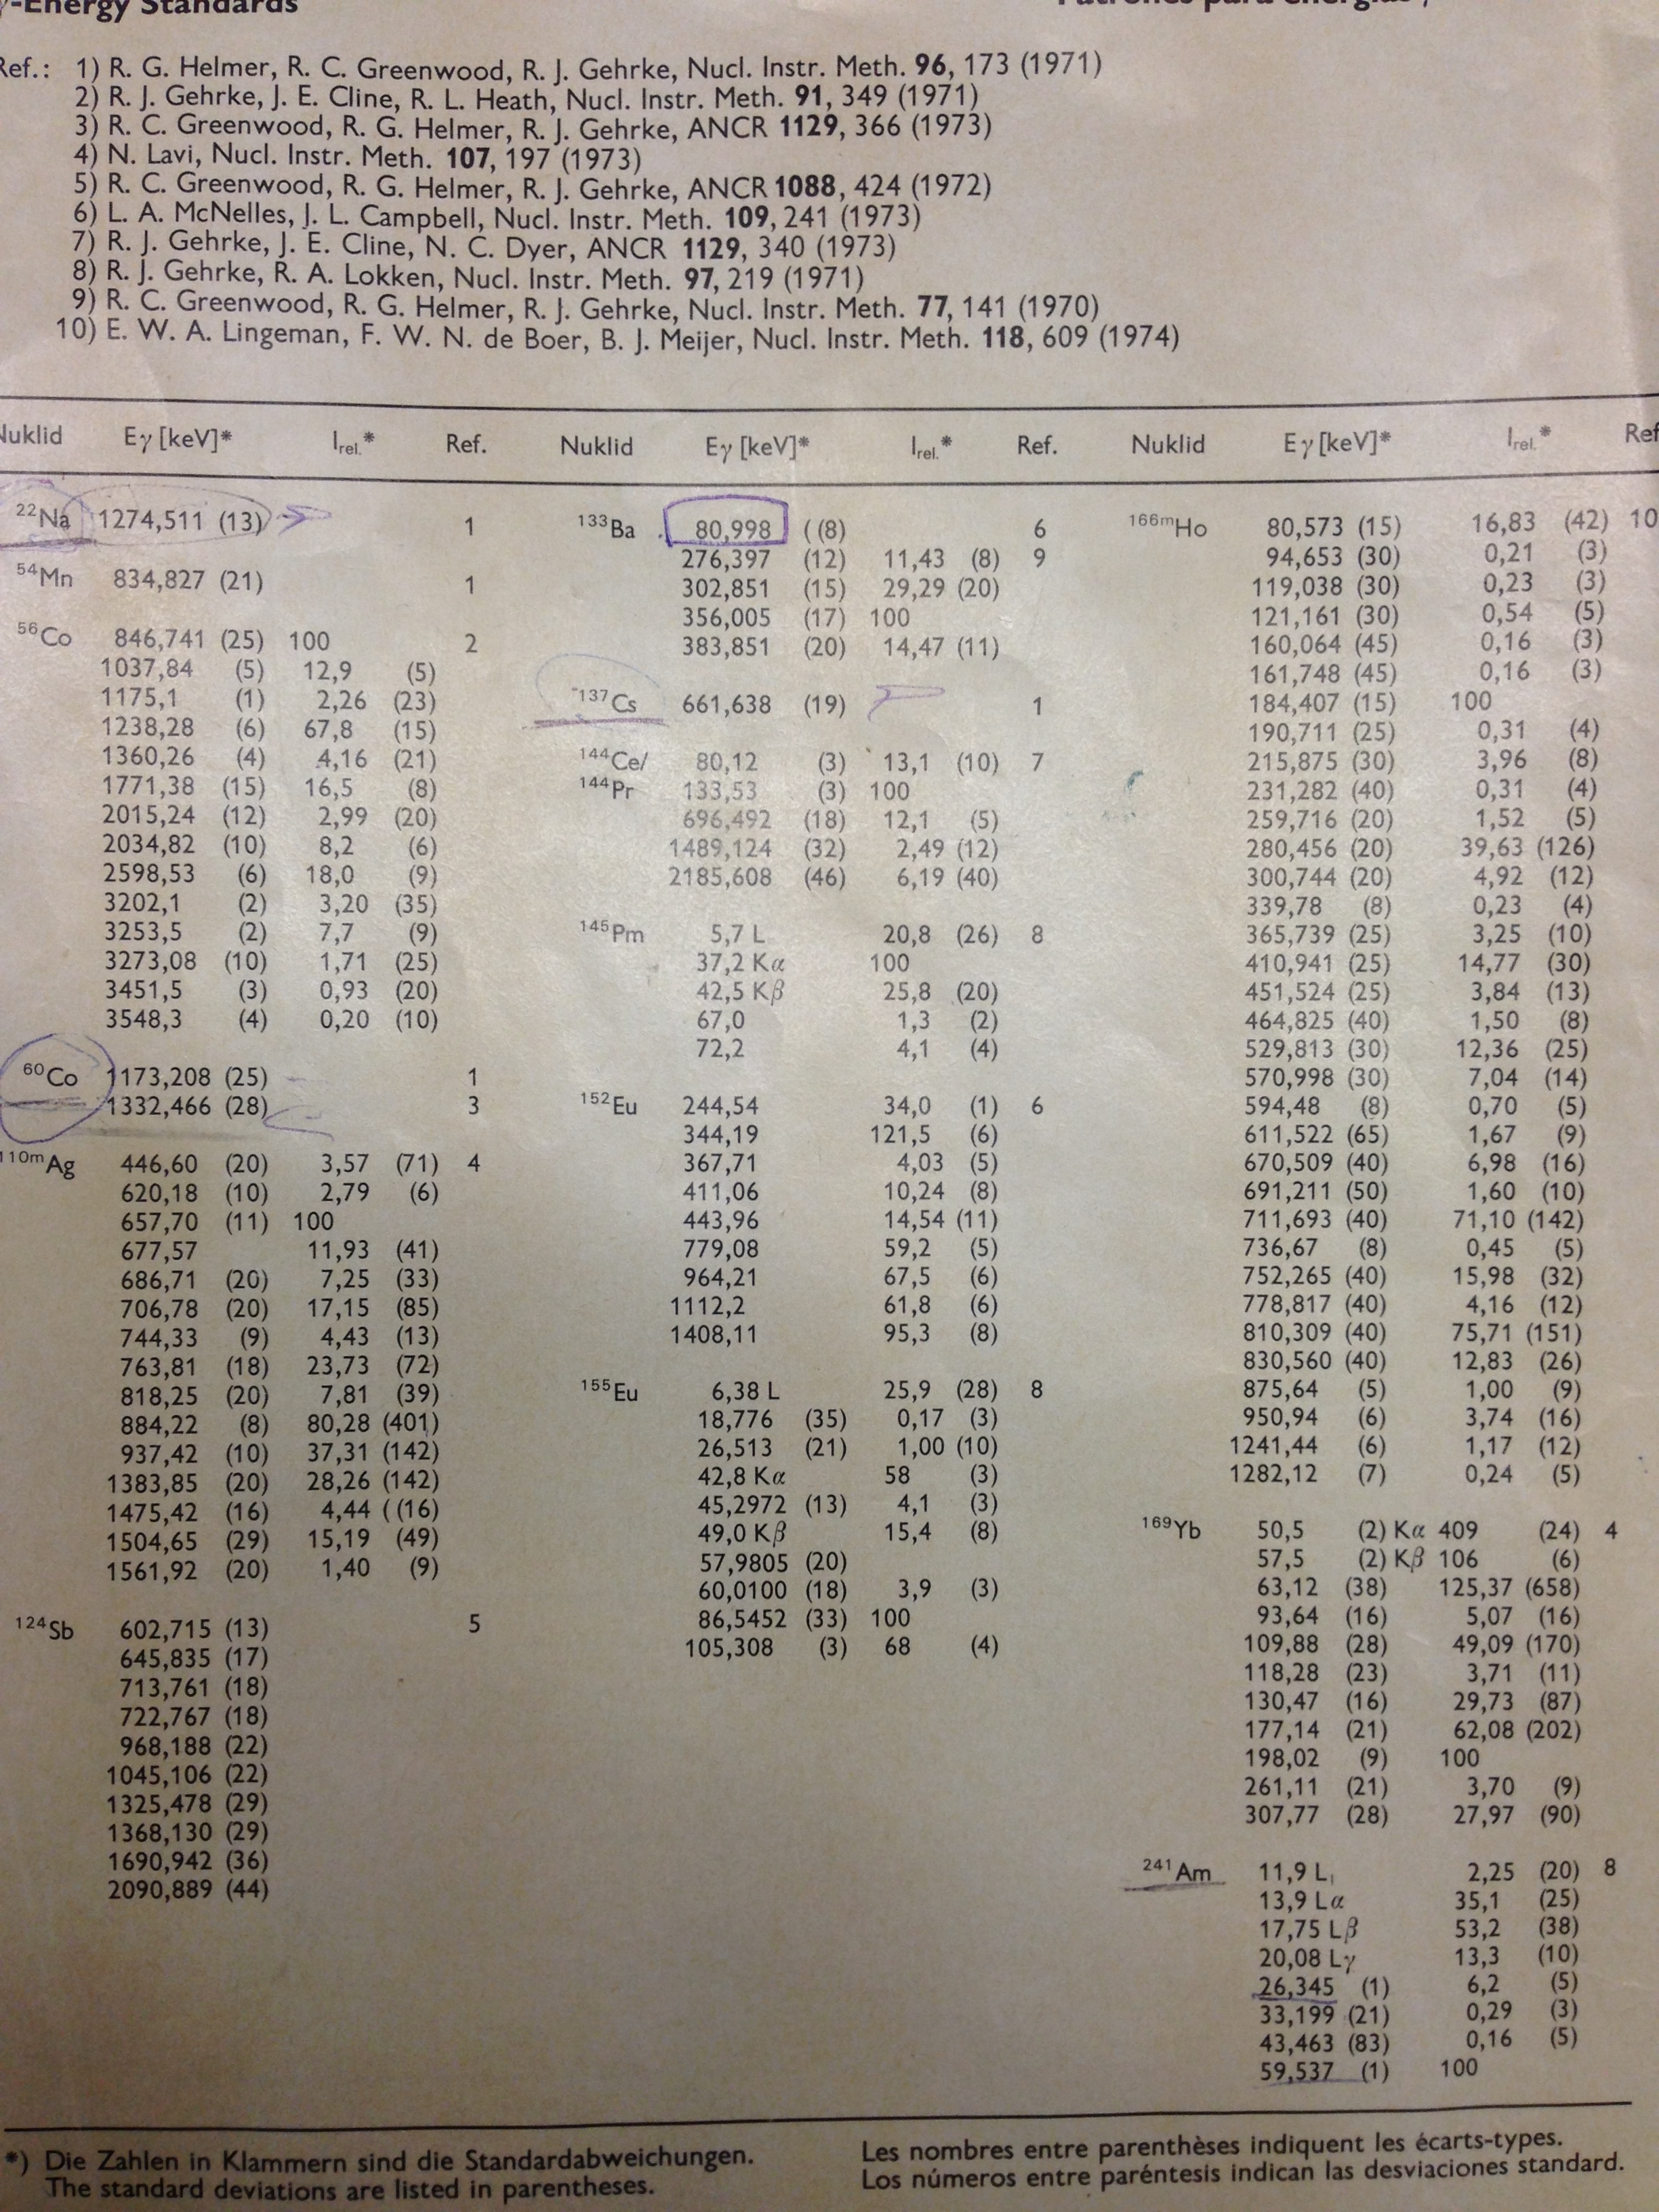 -Energy Standards
Ref.: 1) R. G. Helmer, R. C. Greenwood, R. J. Gehrke, Nucl. Instr. Meth. 96, 173 (1971)
2) R. J. Gehrke, J. E. Cline, R. L. Heath, Nucl. Instr. Meth. 91, 349 (1971)
3) R. C. Greenwood, R. G. Helmer, R. J. Gehrke, ANCR 1129, 366 (1973)
4) N. Lavi, Nucl. Instr. Meth. 107, 197 (1973)
5) R. C. Greenwood, R. G. Helmer, R. J. Gehrke, ANCR 1088, 424 (1972)
6) L. A. McNelles, J. L. Campbell, Nucl. Instr. Meth. 109, 241 (1973)
7) R. J. Gehrke, J. E. Cline, N. C. Dyer, ANCR 1129, 340 (1973)
8) R. J. Gehrke, R. A. Lokken, Nucl. Instr. Meth. 97, 219 (1971)
9) R. C. Greenwood, R. G. Helmer, R. J. Gehrke, Nucl. Instr. Meth. 77, 141 (1970)
10) E. W. A. Lingeman, F. W. N. de Boer, B. J. Meijer, Nucl. Instr. Meth. 118, 609 (1974)
Nuklid Eγ [keV]* Irel.* Ref.
22Na 1274,511 (13) 1
54Mn 834,827 (21) 1
56Co 846,741 (25) 100 2
1037,84 (5) 12,9 (5)
1175,1 (1) 2,26 (23)
1238,28 (6) 67,8 (15)
1360,26 (4) 4,16 (21)
1771,38 (15) 16,5 (8)
2015,24 (12) 2,99 (20)
2034,82 (10) 8,2 (6)
2598,53 (6) 18,0 (9)
3202,1 (2) 3,20 (35)
3253,5 (2) 7,7 (9)
3273,08 (10) 1,71 (25)
3451,5 (3) 0,93 (20)
3548,3 (4) 0,20 (10)
60Co 1173,208 (25) 1
1332,466 (28) 3
110mAg 446,60 (20) 3,57 (71) 4
620,18 (10) 2,79 (6)
657,70 (11) 100
677,57 11,93 (41)
686,71 (20) 7,25 (33)
706,78 (20) 17,15 (85)
744,33 (9) 4,43 (13)
763,81 (18) 23,73 (72)
818,25 (20) 7,81 (39)
884,22 (8) 80,28 (401)
937,42 (10) 37,31 (142)
1383,85 (20) 28,26 (142)
1475,42 (16) 4,44 ((16)
1504,65 (29) 15,19 (49)
1561,92 (20) 1,40 (9)
124Sb 602,715 (13) 5
645,835 (17)
713,761 (18)
722,767 (18)
968,188 (22)
1045,106 (22)
1325,478 (29)
1368,130 (29)
1690,942 (36)
2090,889 (44)
Nuklid Eγ [keV]* Irel.* Ref.
133Ba 80,998 ((8) 6
276,397 (12) 11,43 (8) 9
302,851 (15) 29,29 (20)
356,005 (17) 100
383,851 (20) 14,47 (11)
137Cs 661,638 (19) 1
144Ce/ 80,12 (3) 13,1 (10) 7
144Pr 133,53 (3) 100
696,492 (18) 12,1 (5)
1489,124 (32) 2,49 (12)
2185,608 (46) 6,19 (40)
145Pm 5,7 L 20,8 (26) 8
37,2 Kα 100
42,5 Kβ 25,8 (20)
67,0 1,3 (2)
72,2 4,1 (4)
152Eu 244,54 34,0 (1) 6
344,19 121,5 (6)
367,71 4,03 (5)
411,06 10,24 (8)
443,96 14,54 (11)
779,08 59,2 (5)
964,21 67,5 (6)
1112,2 61,8 (6)
1408,11 95,3 (8)
155Eu 6,38 L 25,9 (28) 8
18,776 (35) 0,17 (3)
26,513 (21) 1,00 (10)
42,8 Kα 58 (3)
45,2972 (13) 4,1 (3)
49,0 Kβ 15,4 (8)
57,9805 (20)
60,0100 (18) 3,9 (3)
86,5452 (33) 100
105,308 (3) 68 (4)
Nuklid Eγ [keV]* Irel.* Ref
166mHo 80,573 (15) 16,83 (42) 10
94,653 (30) 0,21 (3)
119,038 (30) 0,23 (3)
121,161 (30) 0,54 (5)
160,064 (45) 0,16 (3)
161,748 (45) 0,16 (3)
184,407 (15) 100
190,711 (25) 0,31 (4)
215,875 (30) 3,96 (8)
231,282 (40) 0,31 (4)
259,716 (20) 1,52 (5)
280,456 (20) 39,63 (126)
300,744 (20) 4,92 (12)
339,78 (8) 0,23 (4)
365,739 (25) 3,25 (10)
410,941 (25) 14,77 (30)
451,524 (25) 3,84 (13)
464,825 (40) 1,50 (8)
529,813 (30) 12,36 (25)
570,998 (30) 7,04 (14)
594,48 (8) 0,70 (5)
611,522 (65) 1,67 (9)
670,509 (40) 6,98 (16)
691,211 (50) 1,60 (10)
711,693 (40) 71,10 (142)
736,67 (8) 0,45 (5)
752,265 (40) 15,98 (32)
778,817 (40) 4,16 (12)
810,309 (40) 75,71 (151)
830,560 (40) 12,83 (26)
875,64 (5) 1,00 (9)
950,94 (6) 3,74 (16)
1241,44 (6) 1,17 (12)
1282,12 (7) 0,24 (5)
169Yb 50,5 (2) Kα 409 (24) 4
57,5 (2) Kβ 106 (6)
63,12 (38) 125,37 (658)
93,64 (16) 5,07 (16)
109,88 (28) 49,09 (170)
118,28 (23) 3,71 (11)
130,47 (16) 29,73 (87)
177,14 (21) 62,08 (202)
198,02 (9) 100
261,11 (21) 3,70 (9)
307,77 (28) 27,97 (90)
241Am 11,9 Lι 2,25 (20) 8
13,9 Lα 35,1 (25)
17,75 Lβ 53,2 (38)
20,08 Lγ 13,3 (10)
26,345 (1) 6,2 (5)
33,199 (21) 0,29 (3)
43,463 (83) 0,16 (5)
59,537 (1) 100
*) Die Zahlen in Klammern sind die Standardabweichungen.
The standard deviations are listed in parentheses.
Les nombres entre parenthèses indiquent les écarts-types.
Los números entre paréntesis indican las desviaciones standard.